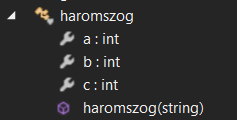 haromszog
a : int
b : int
c : int
haromszog(string)